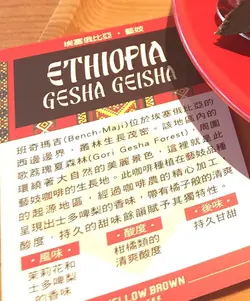 埃塞俄比亞・藝妓
ETHIOPIA
GESHA GEISHA
班奇瑪吉(Bench-Maji)位於埃塞俄比亞的
西邊邊界，叢林生長茂密。該地區內的
歌荔瑰夏森林(Gori Gesha Forest)，周圍
環繞著大自然的美麗景色，這裡就是此
藝妓咖啡的生長地。此咖啡種植在藝妓品種
的起源地區，經過咖啡農的精心加工
呈現出士多啤梨的香味，帶有橘子般的清爽
酸度，持久的甜味餘韻賦予其獨特性。
・風味・
茉莉花和
士多啤梨
的香味
・酸度・
柑橘類的
清爽酸度
・後味・
持久甘甜
YELLOW BROWN